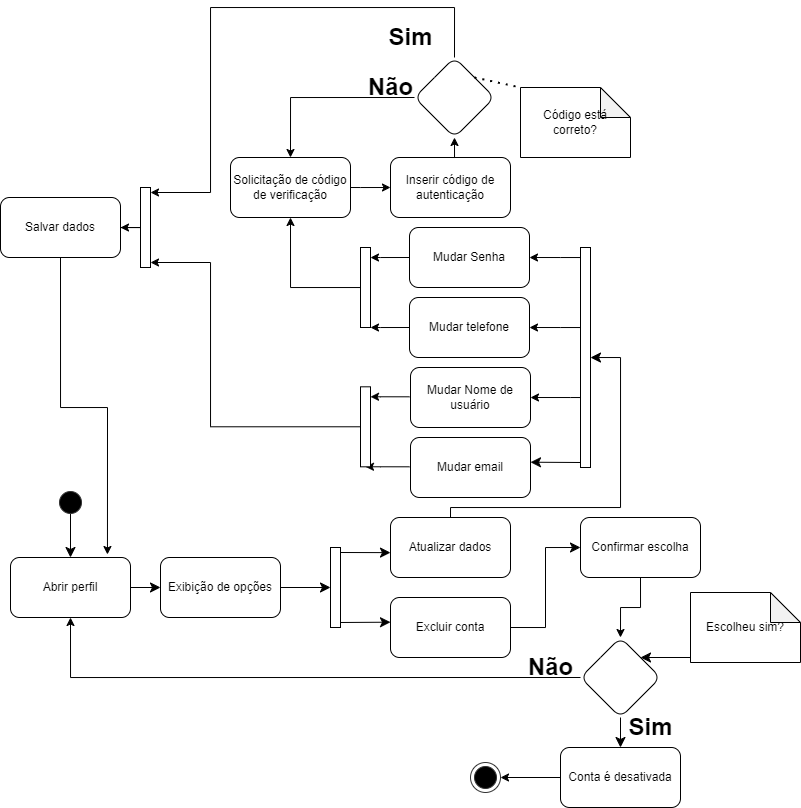 Sim
Não
Código está
correto?
Solicitação de código
de verificação
Inserir código de
autenticação
Salvar dados
Mudar Senha
Mudar telefone
Mudar Nome de
usuário
Mudar email
Atualizar dados
Confirmar escolha
Abrir perfil
Exibição de opções
Excluir conta
Escolheu sim?
Não
Sim
Conta é desativada